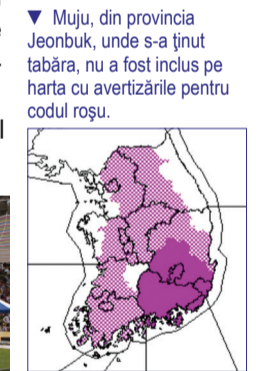 ▼ Muju, din provincia
Jeonbuk, unde s-a ţinut
tabăra, nu a fost inclus pe
harta cu avertizările pentru
codul roşu.